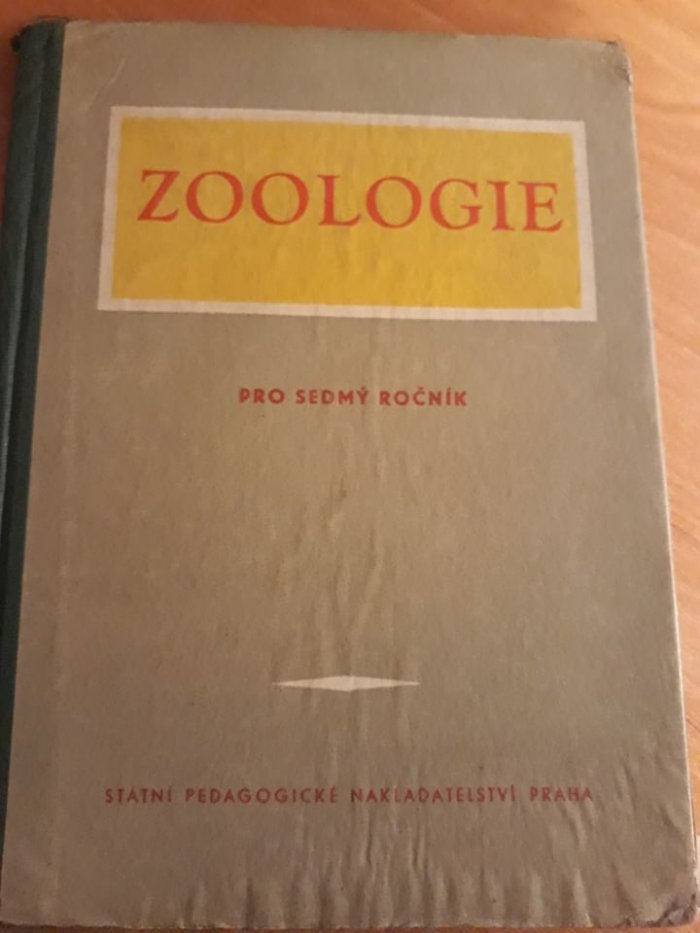 ZOOLOGIE
PRO SEDMÝ ROČNÍK
STÁTNÍ PEDAGOGICKÉ NAKLADATELSTVÍ PRAHA